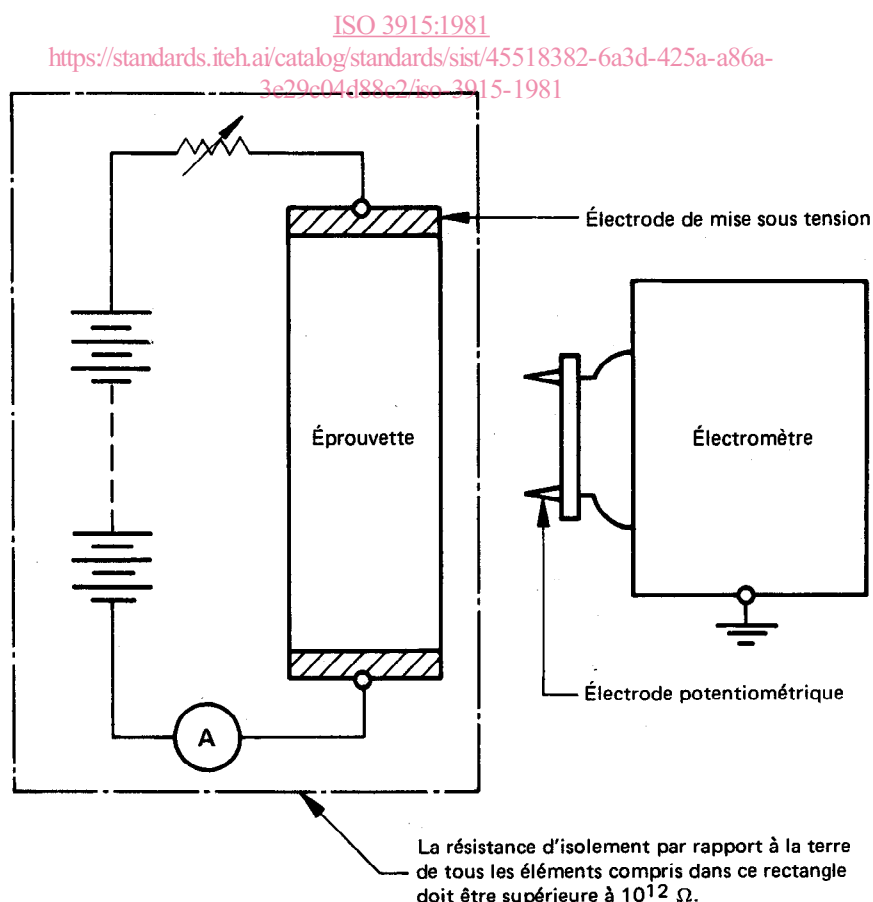 ISO 3915:1981
https://standards.iteh.ai/catalog/standards/sist/45518382-6a3d-425a-a86a-
3e29c04d88c2/iso-3915-1981
Électrode de mise sous tension
Éprouvette
Électromètre
Électrode potentiométrique
A
La résistance d'isolement par rapport à la terre
de tous les éléments compris dans ce rectangle
doit être supérieure à 10¹² Ω.